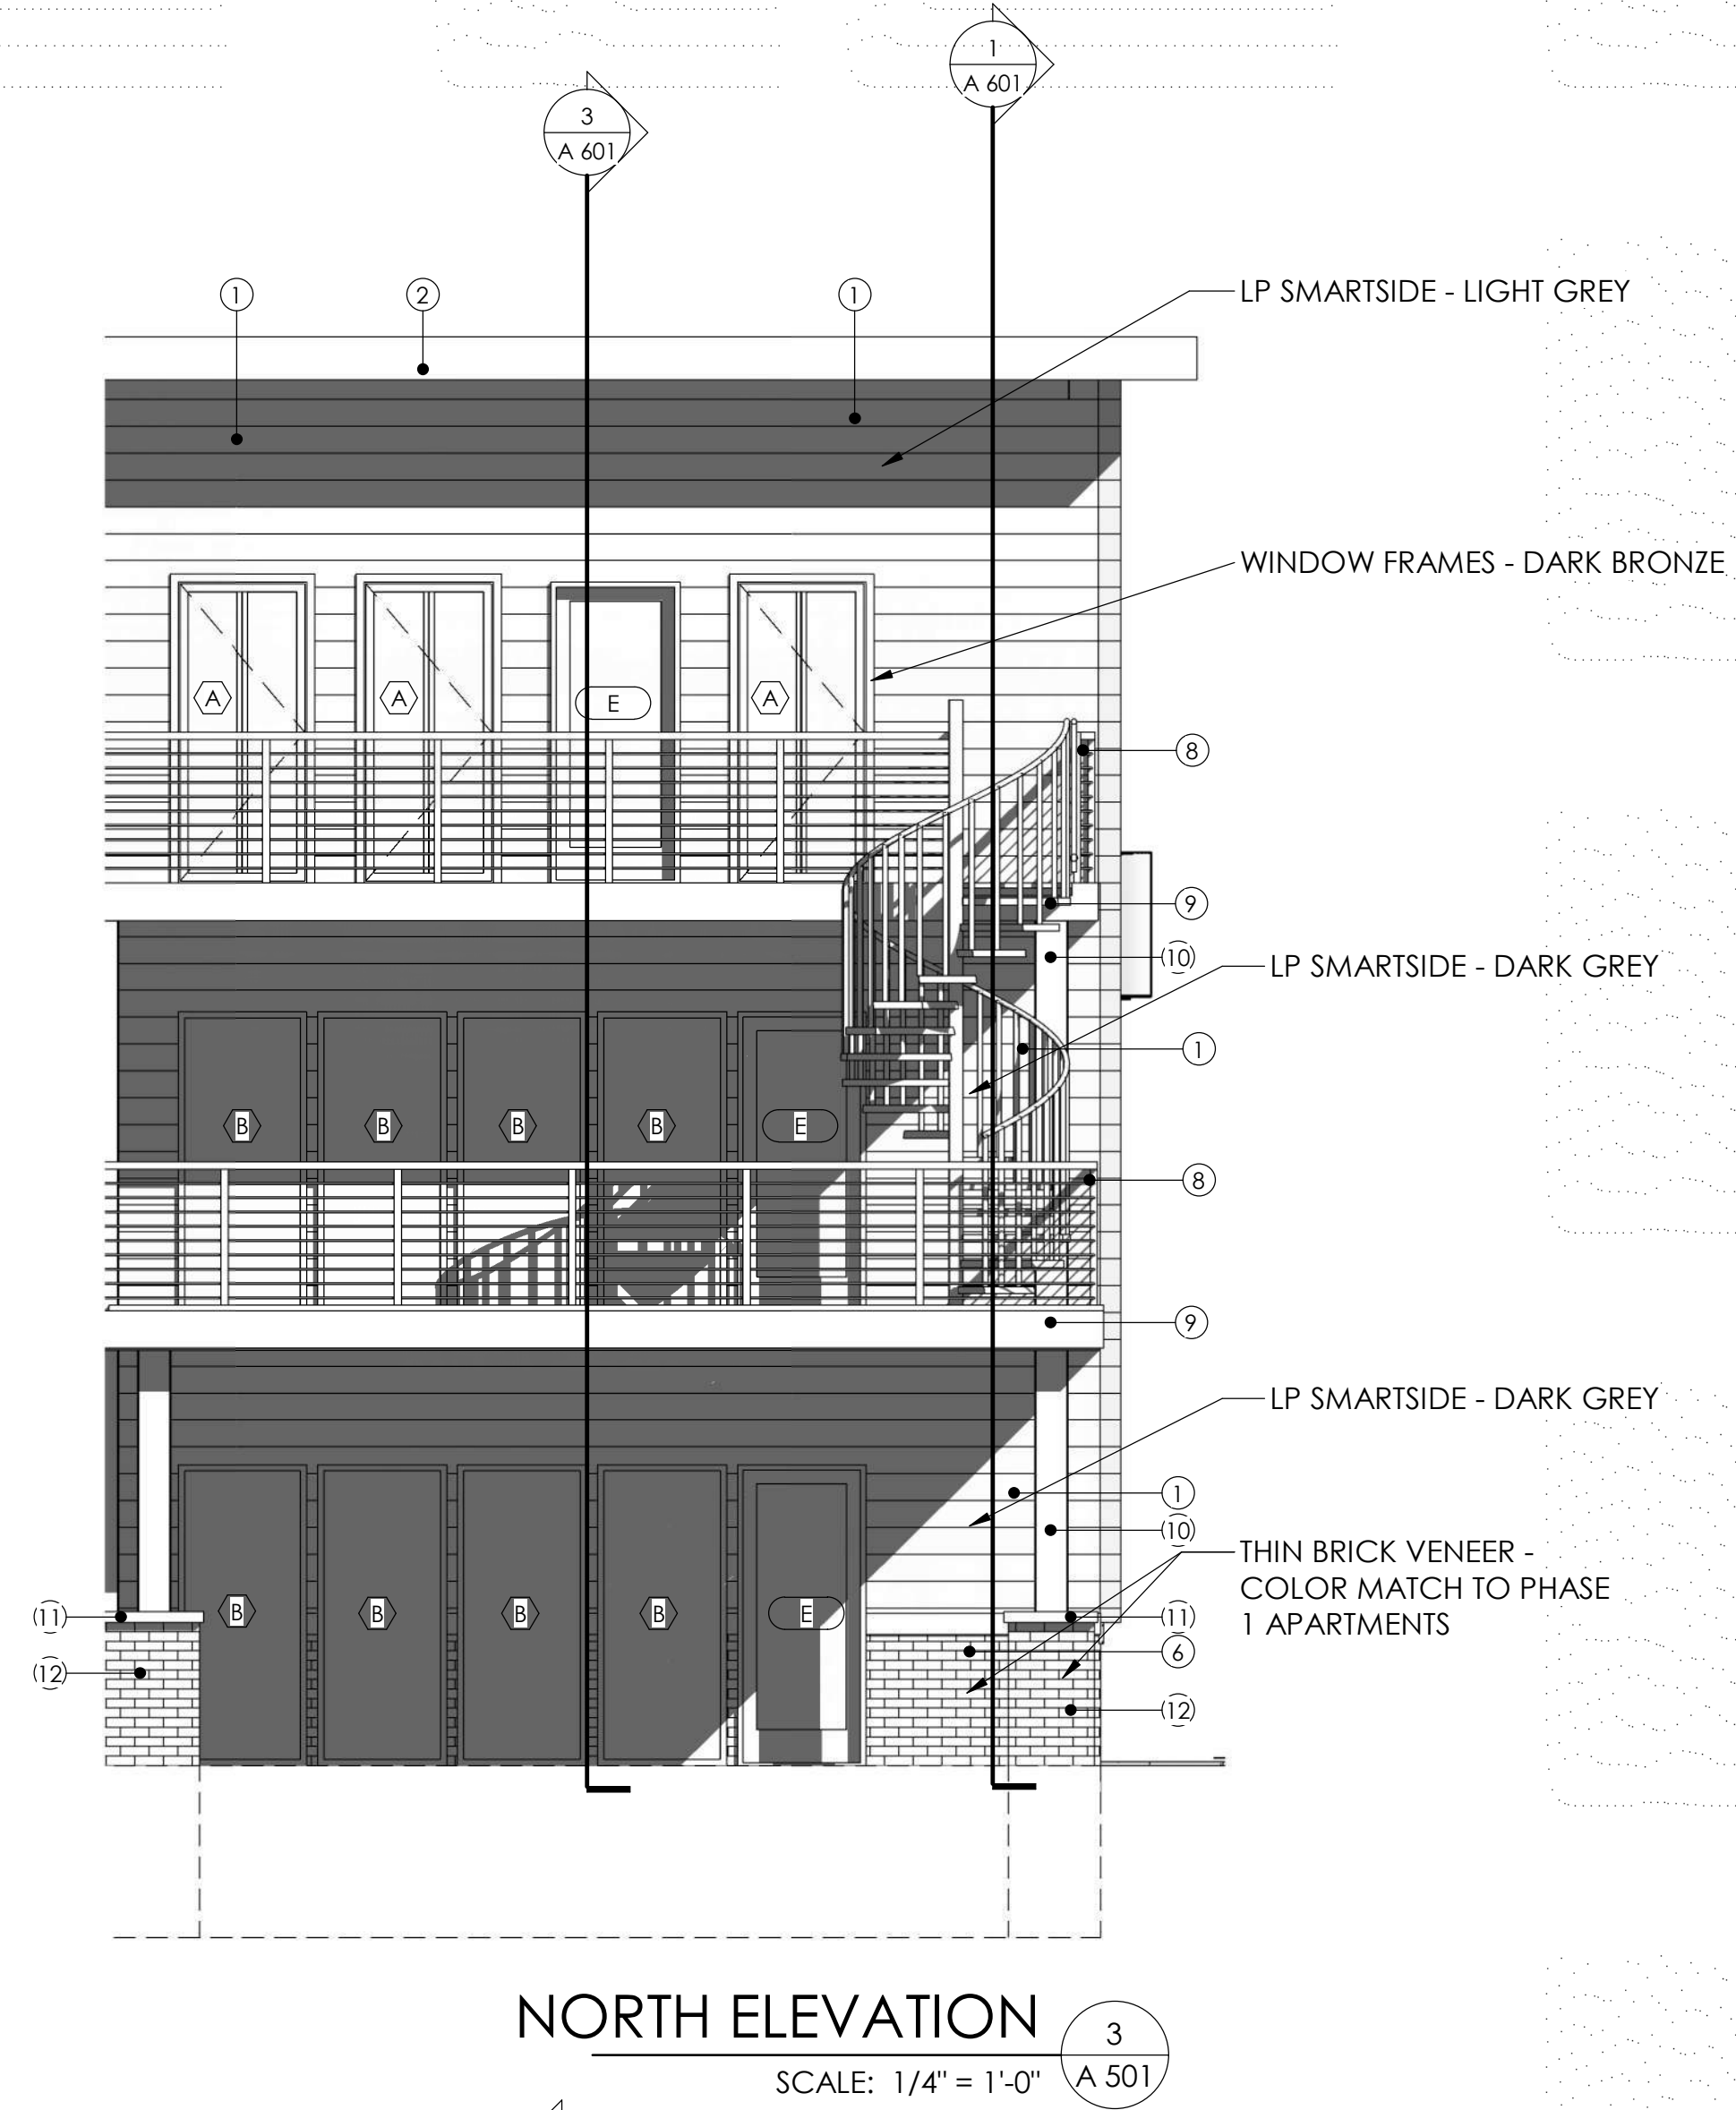 1
A 601
3
A 601
1
2
1
LP SMARTSIDE - LIGHT GREY
WINDOW FRAMES - DARK BRONZE
A
A
E
A
8
9
10
LP SMARTSIDE - DARK GREY
1
B
B
B
B
E
8
9
LP SMARTSIDE - DARK GREY
1
10
THIN BRICK VENEER -
COLOR MATCH TO PHASE
1 APARTMENTS
B
B
B
B
E
11
11
6
12
12
NORTH ELEVATION
3
A 501
SCALE: 1/4" = 1'-0"